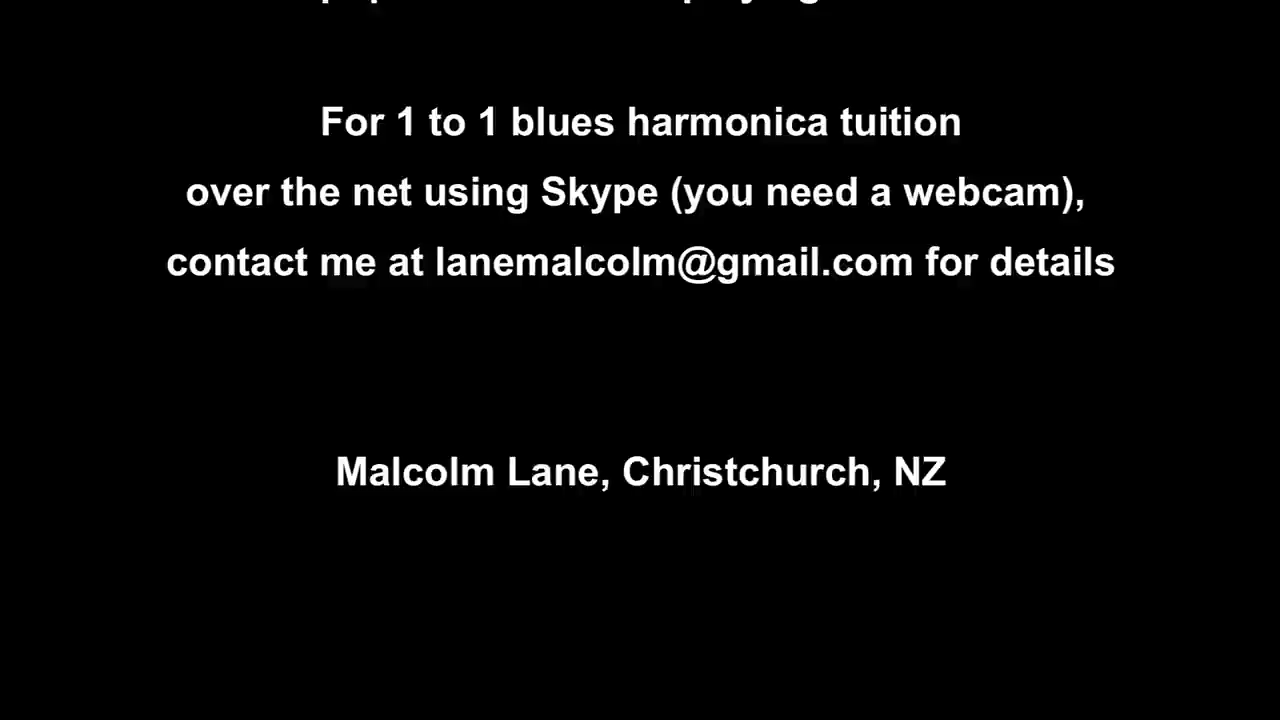 For 1 to 1 blues harmonica tuition
over the net using Skype (you need a webcam),
contact me at lanemalcolm@gmail.com for details
Malcolm Lane, Christchurch, NZ